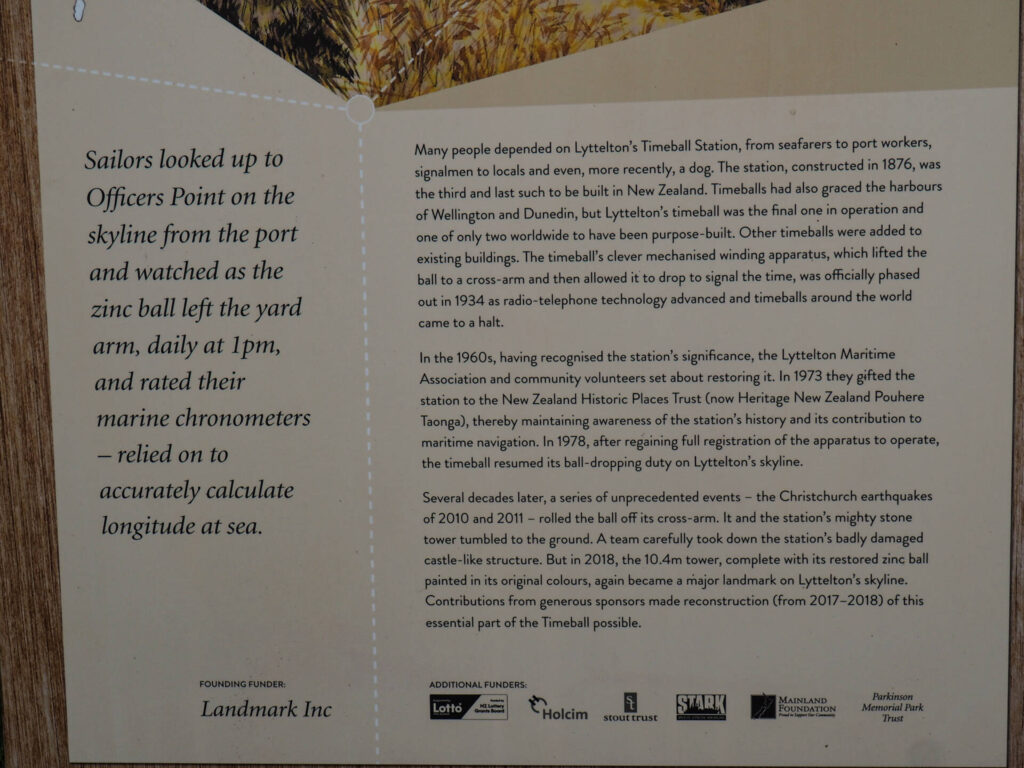 Sailors looked up to
Officers Point on the
skyline from the port
and watched as the
zinc ball left the yard
arm, daily at 1pm,
and rated their
marine chronometers
– relied on to
accurately calculate
longitude at sea.
Many people depended on Lyttelton's Timeball Station, from seafarers to port workers,
signalmen to locals and even, more recently, a dog. The station, constructed in 1876, was
the third and last such to be built in New Zealand. Timeballs had also graced the harbours
of Wellington and Dunedin, but Lyttelton's timeball was the final one in operation and
one of only two worldwide to have been purpose-built. Other timeballs were added to
existing buildings. The timeball's clever mechanised winding apparatus, which lifted the
ball to a cross-arm and then allowed it to drop to signal the time, was officially phased
out in 1934 as radio-telephone technology advanced and timeballs around the world
came to a halt.
In the 1960s, having recognised the station's significance, the Lyttelton Maritime
Association and community volunteers set about restoring it. In 1973 they gifted the
station to the New Zealand Historic Places Trust (now Heritage New Zealand Pouhere
Taonga), thereby maintaining awareness of the station's history and its contribution to
maritime navigation. In 1978, after regaining full registration of the apparatus to operate,
the timeball resumed its ball-dropping duty on Lyttelton's skyline.
Several decades later, a series of unprecedented events – the Christchurch earthquakes
of 2010 and 2011 – rolled the ball off its cross-arm. It and the station's mighty stone
tower tumbled to the ground. A team carefully took down the station's badly damaged
castle-like structure. But in 2018, the 10.4m tower, complete with its restored zinc ball
painted in its original colours, again became a major landmark on Lyttelton's skyline.
Contributions from generous sponsors made reconstruction (from 2017–2018) of this
essential part of the Timeball possible.
FOUNDING FUNDER:
Landmark Inc
ADDITIONAL FUNDERS:
Lotto
NZ Lottery
Grants Board
Holcim
stout trust
STARK
MAINLAND
FOUNDATION
Proud to Support Our Community
Parkinson
Memorial Park
Trust